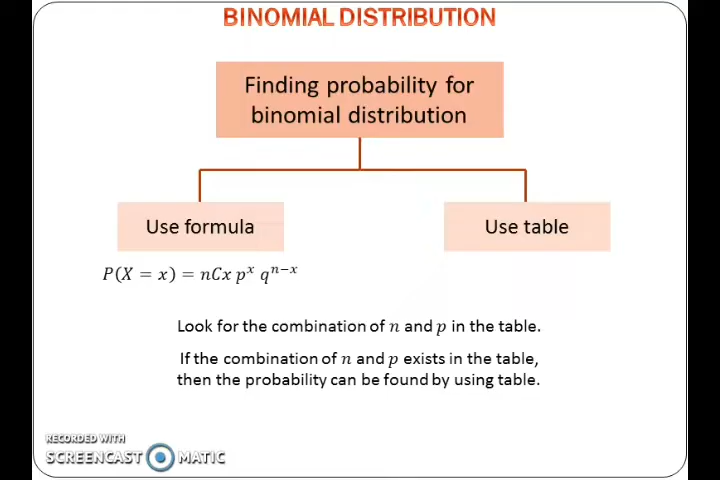 BINOMIAL DISTRIBUTION
Finding probability for
binomial distribution
Use formula
Use table
P(X = x) = nCx pˣ qⁿ⁻ˣ
Look for the combination of n and p in the table.
If the combination of n and p exists in the table,
then the probability can be found by using table.
RECORDED WITH
SCREENCAST MATIC